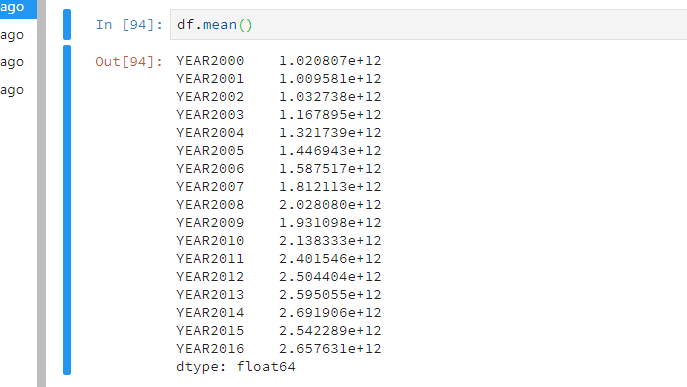 ago
In [94]: df.mean()
ago
Out[94]: YEAR2000 1.020807e+12
YEAR2001 1.009581e+12
ago
YEAR2002 1.032738e+12
ago
YEAR2003 1.167895e+12
YEAR2004 1.321739e+12
YEAR2005 1.446943e+12
YEAR2006 1.587517e+12
YEAR2007 1.812113e+12
YEAR2008 2.028080e+12
YEAR2009 1.931098e+12
YEAR2010 2.138333e+12
YEAR2011 2.401546e+12
YEAR2012 2.504404e+12
YEAR2013 2.595055e+12
YEAR2014 2.691906e+12
YEAR2015 2.542289e+12
YEAR2016 2.657631e+12
dtype: float64